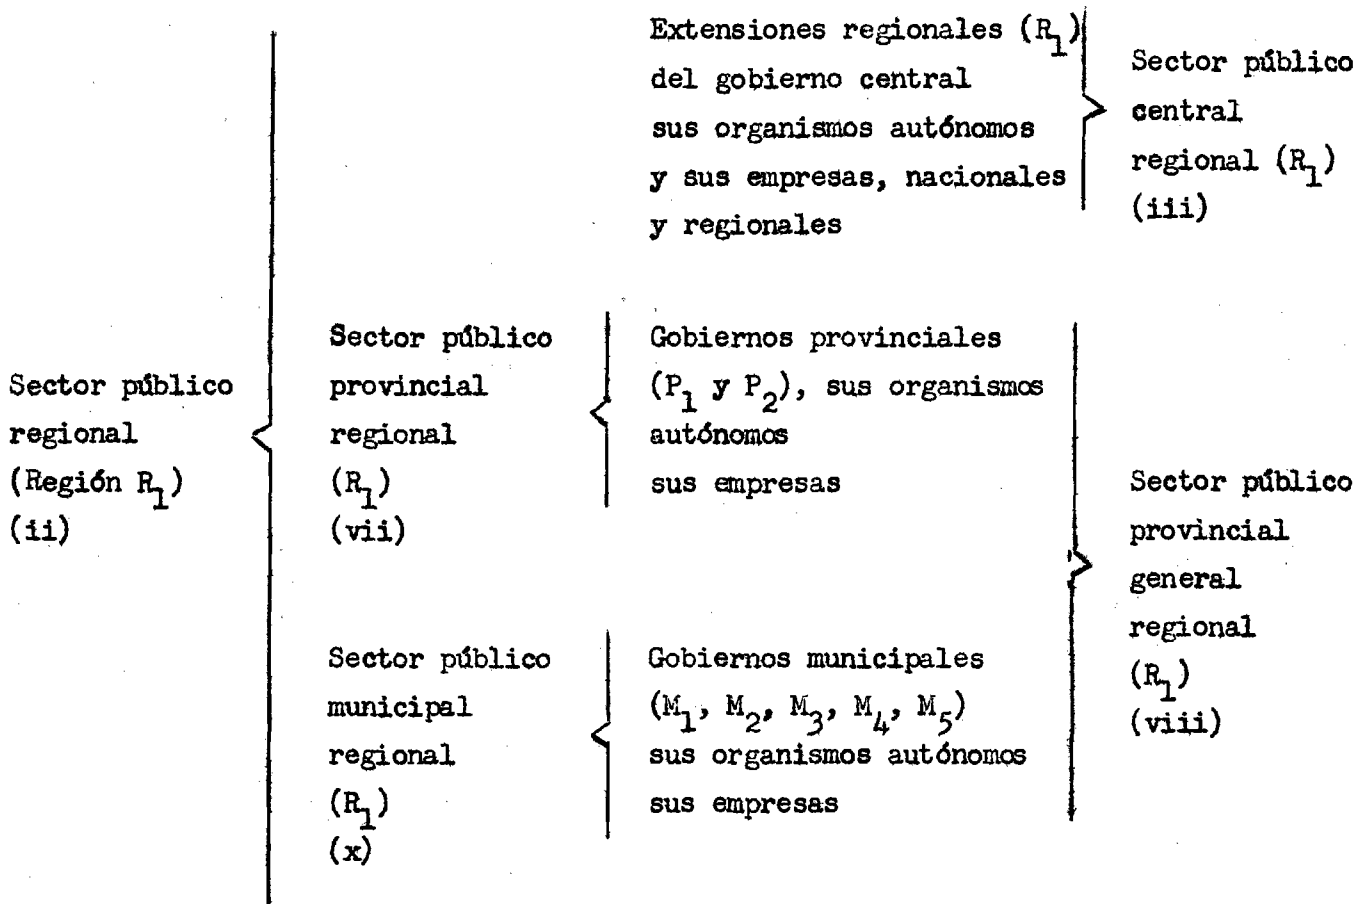 Extensiones regionales (R₁)
del gobierno central
sus organismos autónomos
y sus empresas, nacionales
y regionales
Sector público
central
regional (R₁)
(iii)
Sector público
regional
(Región R₁)
(ii)
Sector público
provincial
regional
(R₁)
(vii)
Gobiernos provinciales
(P₁ y P₂), sus organismos
autónomos
sus empresas
Sector público
municipal
regional
(R₁)
(x)
Gobiernos municipales
(M₁, M₂, M₃, M₄, M₅)
sus organismos autónomos
sus empresas
Sector público
provincial
general
regional
(R₁)
(viii)